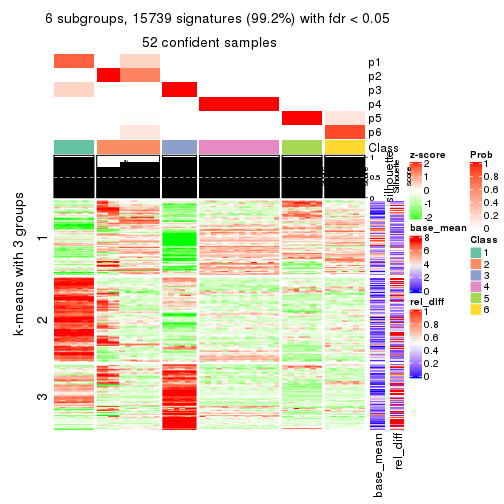 6 subgroups, 15739 signatures (99.2%) with fdr < 0.05
52 confident samples
p1
p2
p3
p4
p5
p6
Class
1
0.5
0
Silhouette
score
silhouette
k-means with 3 groups
1
2
3
base_mean
rel_diff
z-score
2
1
0
-1
-2
base_mean
8
6
4
2
0
rel_diff
1
0.8
0.6
0.4
0.2
0
Prob
1
0.8
0.6
0.4
0.2
0
Class
1
2
3
4
5
6